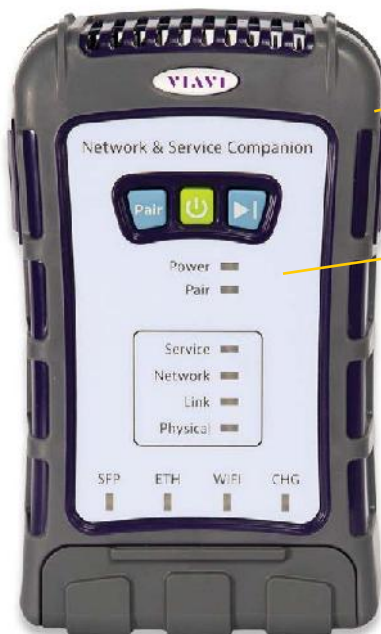 VIAVI
Network & Service Companion
Pair
Power
Pair
Service
Network
Link
Physical
SFP ETH WIFI CHG